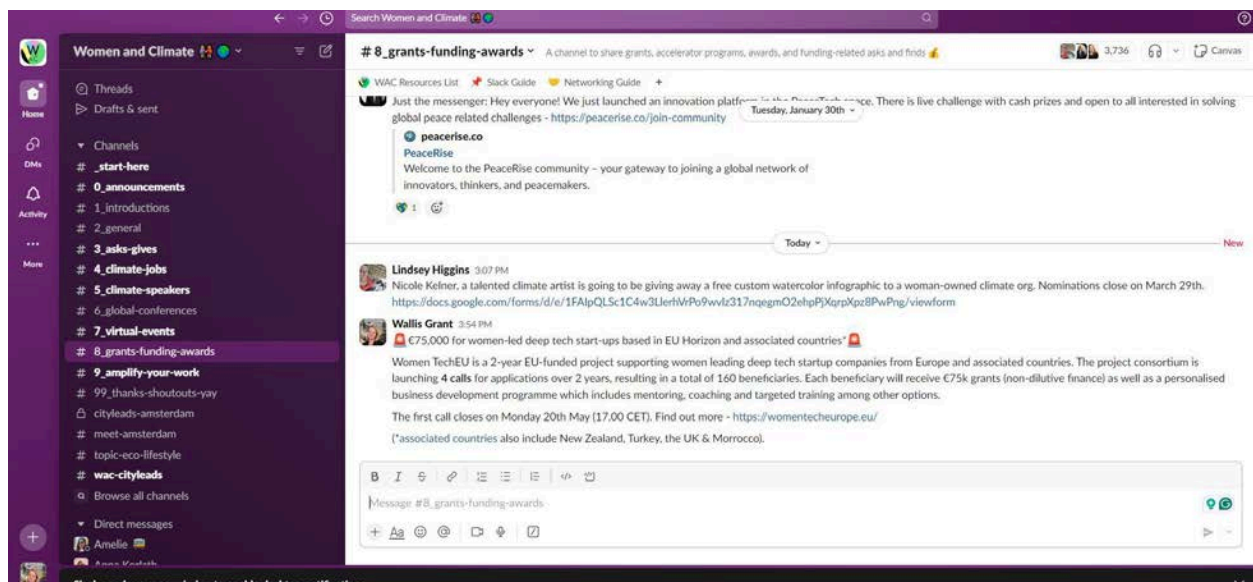 Search Women and Climate
W
Women and Climate
# 8_grants-funding-awards
A channel to share grants, accelerator programs, awards, and funding-related asks and finds
3,736
Canvas
Home
DMs
Activity
More
Threads
Drafts & sent
Channels
# _start-here
# 0_announcements
# 1_introductions
# 2_general
# 3_asks-gives
# 4_climate-jobs
# 5_climate-speakers
# 6_global-conferences
# 7_virtual-events
# 8_grants-funding-awards
# 9_amplify-your-work
# 99_thanks-shoutouts-yay
cityleads-amsterdam
# meet-amsterdam
# topic-eco-lifestyle
# wac-cityleads
Browse all channels
Direct messages
Amelie
WAC Resources List
Slack Guide
Networking Guide
+
Just the messenger: Hey everyone! We just launched an innovation platform in the PeaceTech space. There is live challenge with cash prizes and open to all interested in solving
Tuesday, January 30th
global peace related challenges - https://peacerise.co/join-community
peacerise.co
PeaceRise
Welcome to the PeaceRise community – your gateway to joining a global network of
innovators, thinkers, and peacemakers.
1
Today
New
Lindsey Higgins 3:07 PM
Nicole Kelner, a talented climate artist is going to be giving away a free custom watercolor infographic to a woman-owned climate org. Nominations close on March 29th.
https://docs.google.com/forms/d/e/1FAIpQLSc1C4w3LlerhVrPo9wvlz317nqegmO2ehpPjXqrpXpz8PwPng/viewform
Wallis Grant 3:54 PM
€75,000 for women-led deep tech start-ups based in EU Horizon and associated countries*
Women TechEU is a 2-year EU-funded project supporting women leading deep tech startup companies from Europe and associated countries. The project consortium is
launching 4 calls for applications over 2 years, resulting in a total of 160 beneficiaries. Each beneficiary will receive €75k grants (non-dilutive finance) as well as a personalised
business development programme which includes mentoring, coaching and targeted training among other options.
The first call closes on Monday 20th May (17.00 CET). Find out more - https://womentecheurope.eu/
(*associated countries also include New Zealand, Turkey, the UK & Morrocco).
B I S
Message #8_grants-funding-awards
+ Aa @